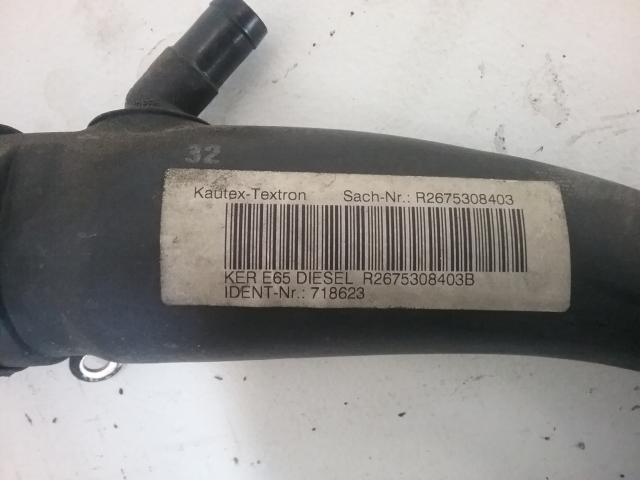 32
Kautex-Textron Sach-Nr.: R2675308403
KER E65 DIESEL R2675308403B
IDENT-Nr.: 718623